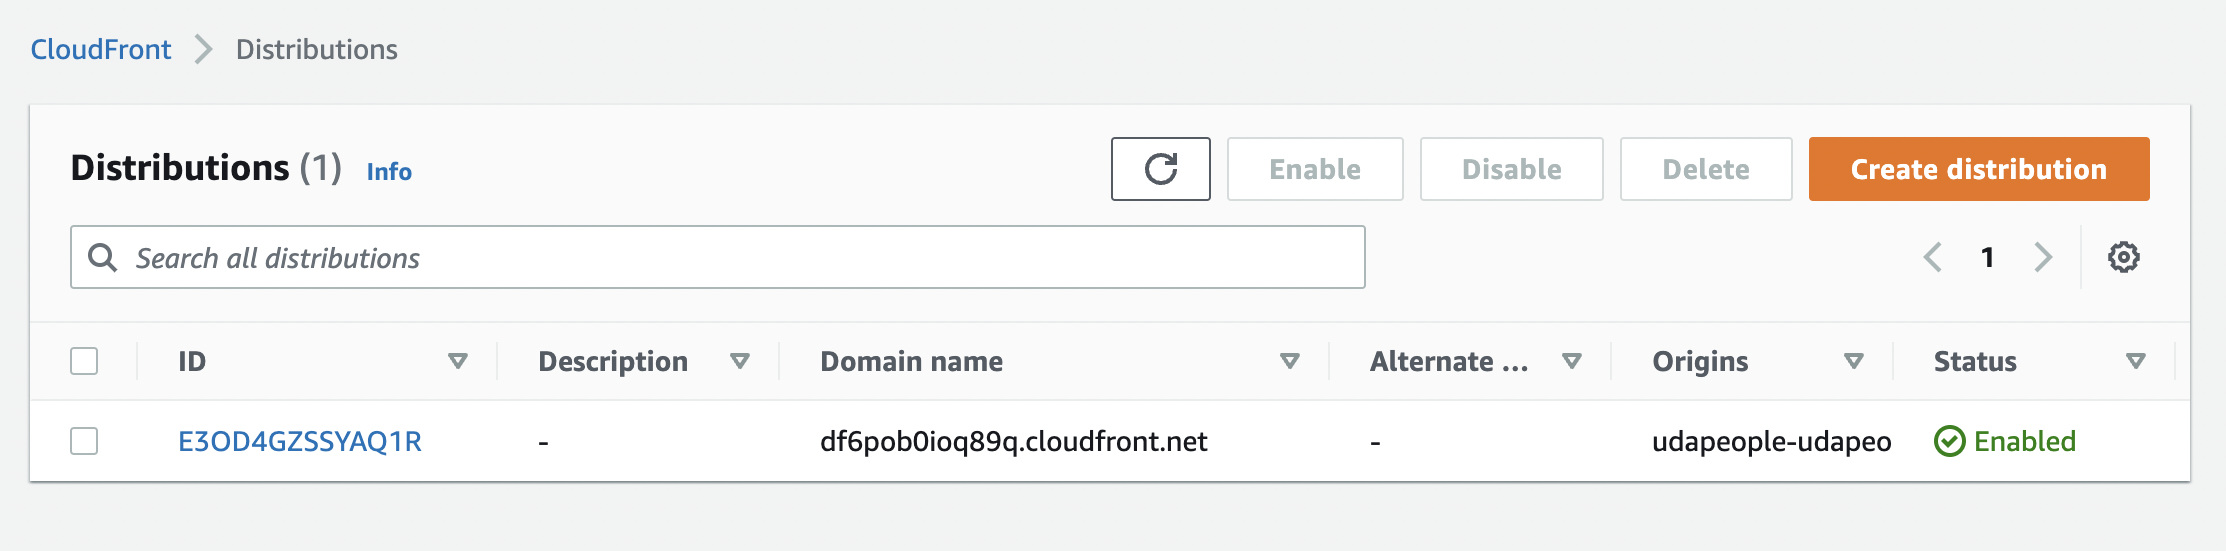 CloudFront Distributions
Distributions (1) Info
Enable Disable Delete Create distribution
Search all distributions
1
ID Description Domain name Alternate ... Origins Status
E3OD4GZSSYAQ1R - df6pob0ioq89q.cloudfront.net - udapeople-udapeo Enabled